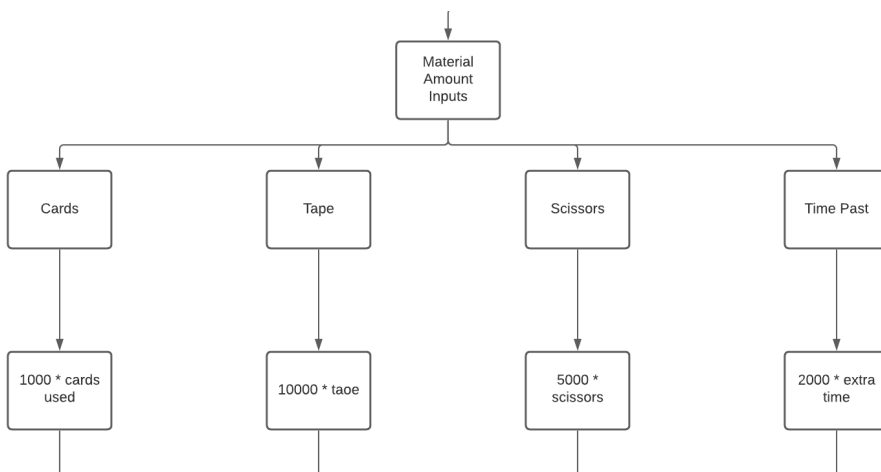 Material
Amount
Inputs
Cards
Tape
Scissors
Time Past
1000 * cards
used
10000 * taoe
5000 *
scissors
2000 * extra
time